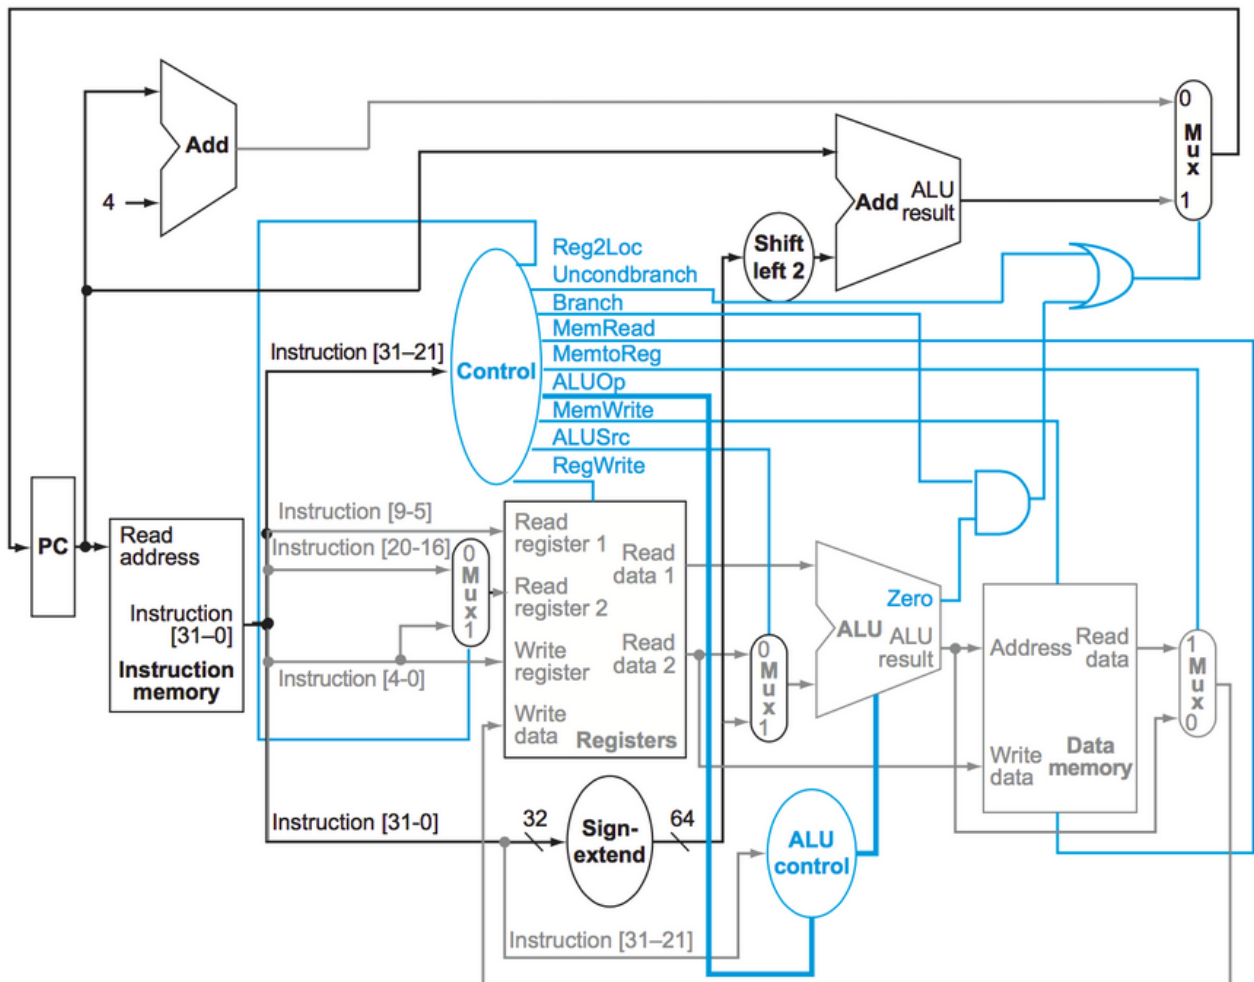 0
Mux
1
Add
4
Add
ALU
result
Shift
left 2
Reg2Loc
Uncondbranch
Branch
MemRead
MemtoReg
ALUOp
MemWrite
ALUSrc
RegWrite
Control
Instruction [31–21]
PC
Read
address
Instruction
[31–0]
Instruction
memory
Instruction [9-5]
Instruction [20-16]
Instruction [4-0]
0
Mux
1
Read
register 1
Read
register 2
Write
register
Write
data
Read
data 1
Read
data 2
Registers
0
Mux
1
Zero
ALU
ALU
result
Address
Read
data
Write
data
Data
memory
1
Mux
0
Instruction [31-0]
32
Sign-
extend
64
ALU
control
Instruction [31–21]